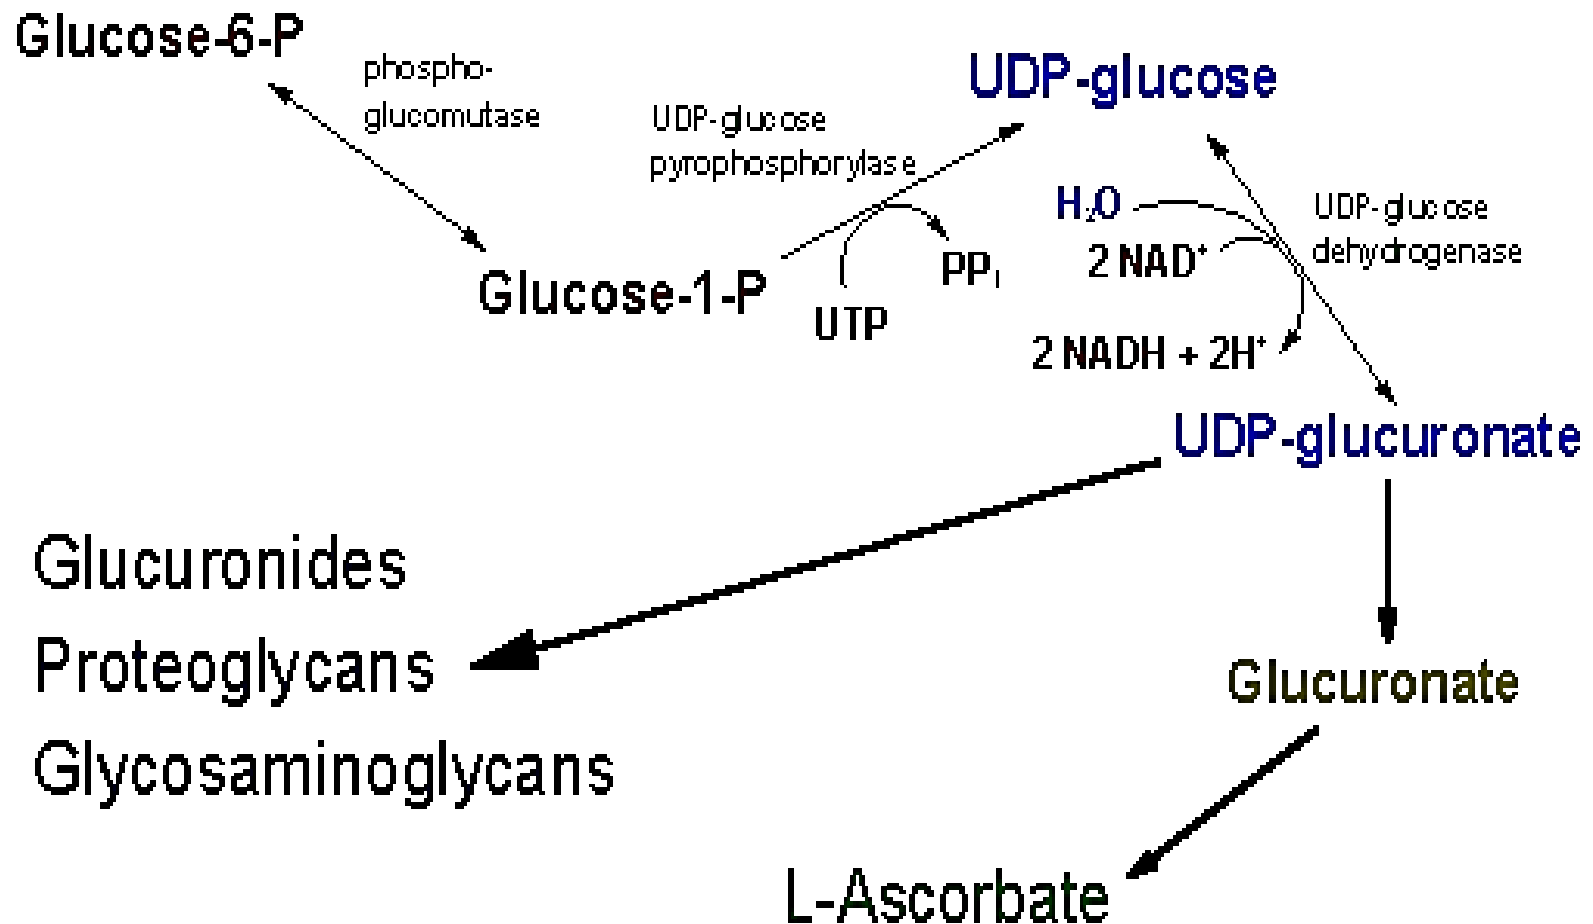 Glucose-6-P
phospho-
glucomutase
UDP-glucose
UDP-glucose
pyrophosphorylase
H₂O
UDP-glucose
dehydrogenase
2 NAD⁺
PPᵢ
Glucose-1-P
UTP
2 NADH + 2H⁺
UDP-glucuronate
Glucuronides
Proteoglycans
Glucuronate
Glycosaminoglycans
L-Ascorbate